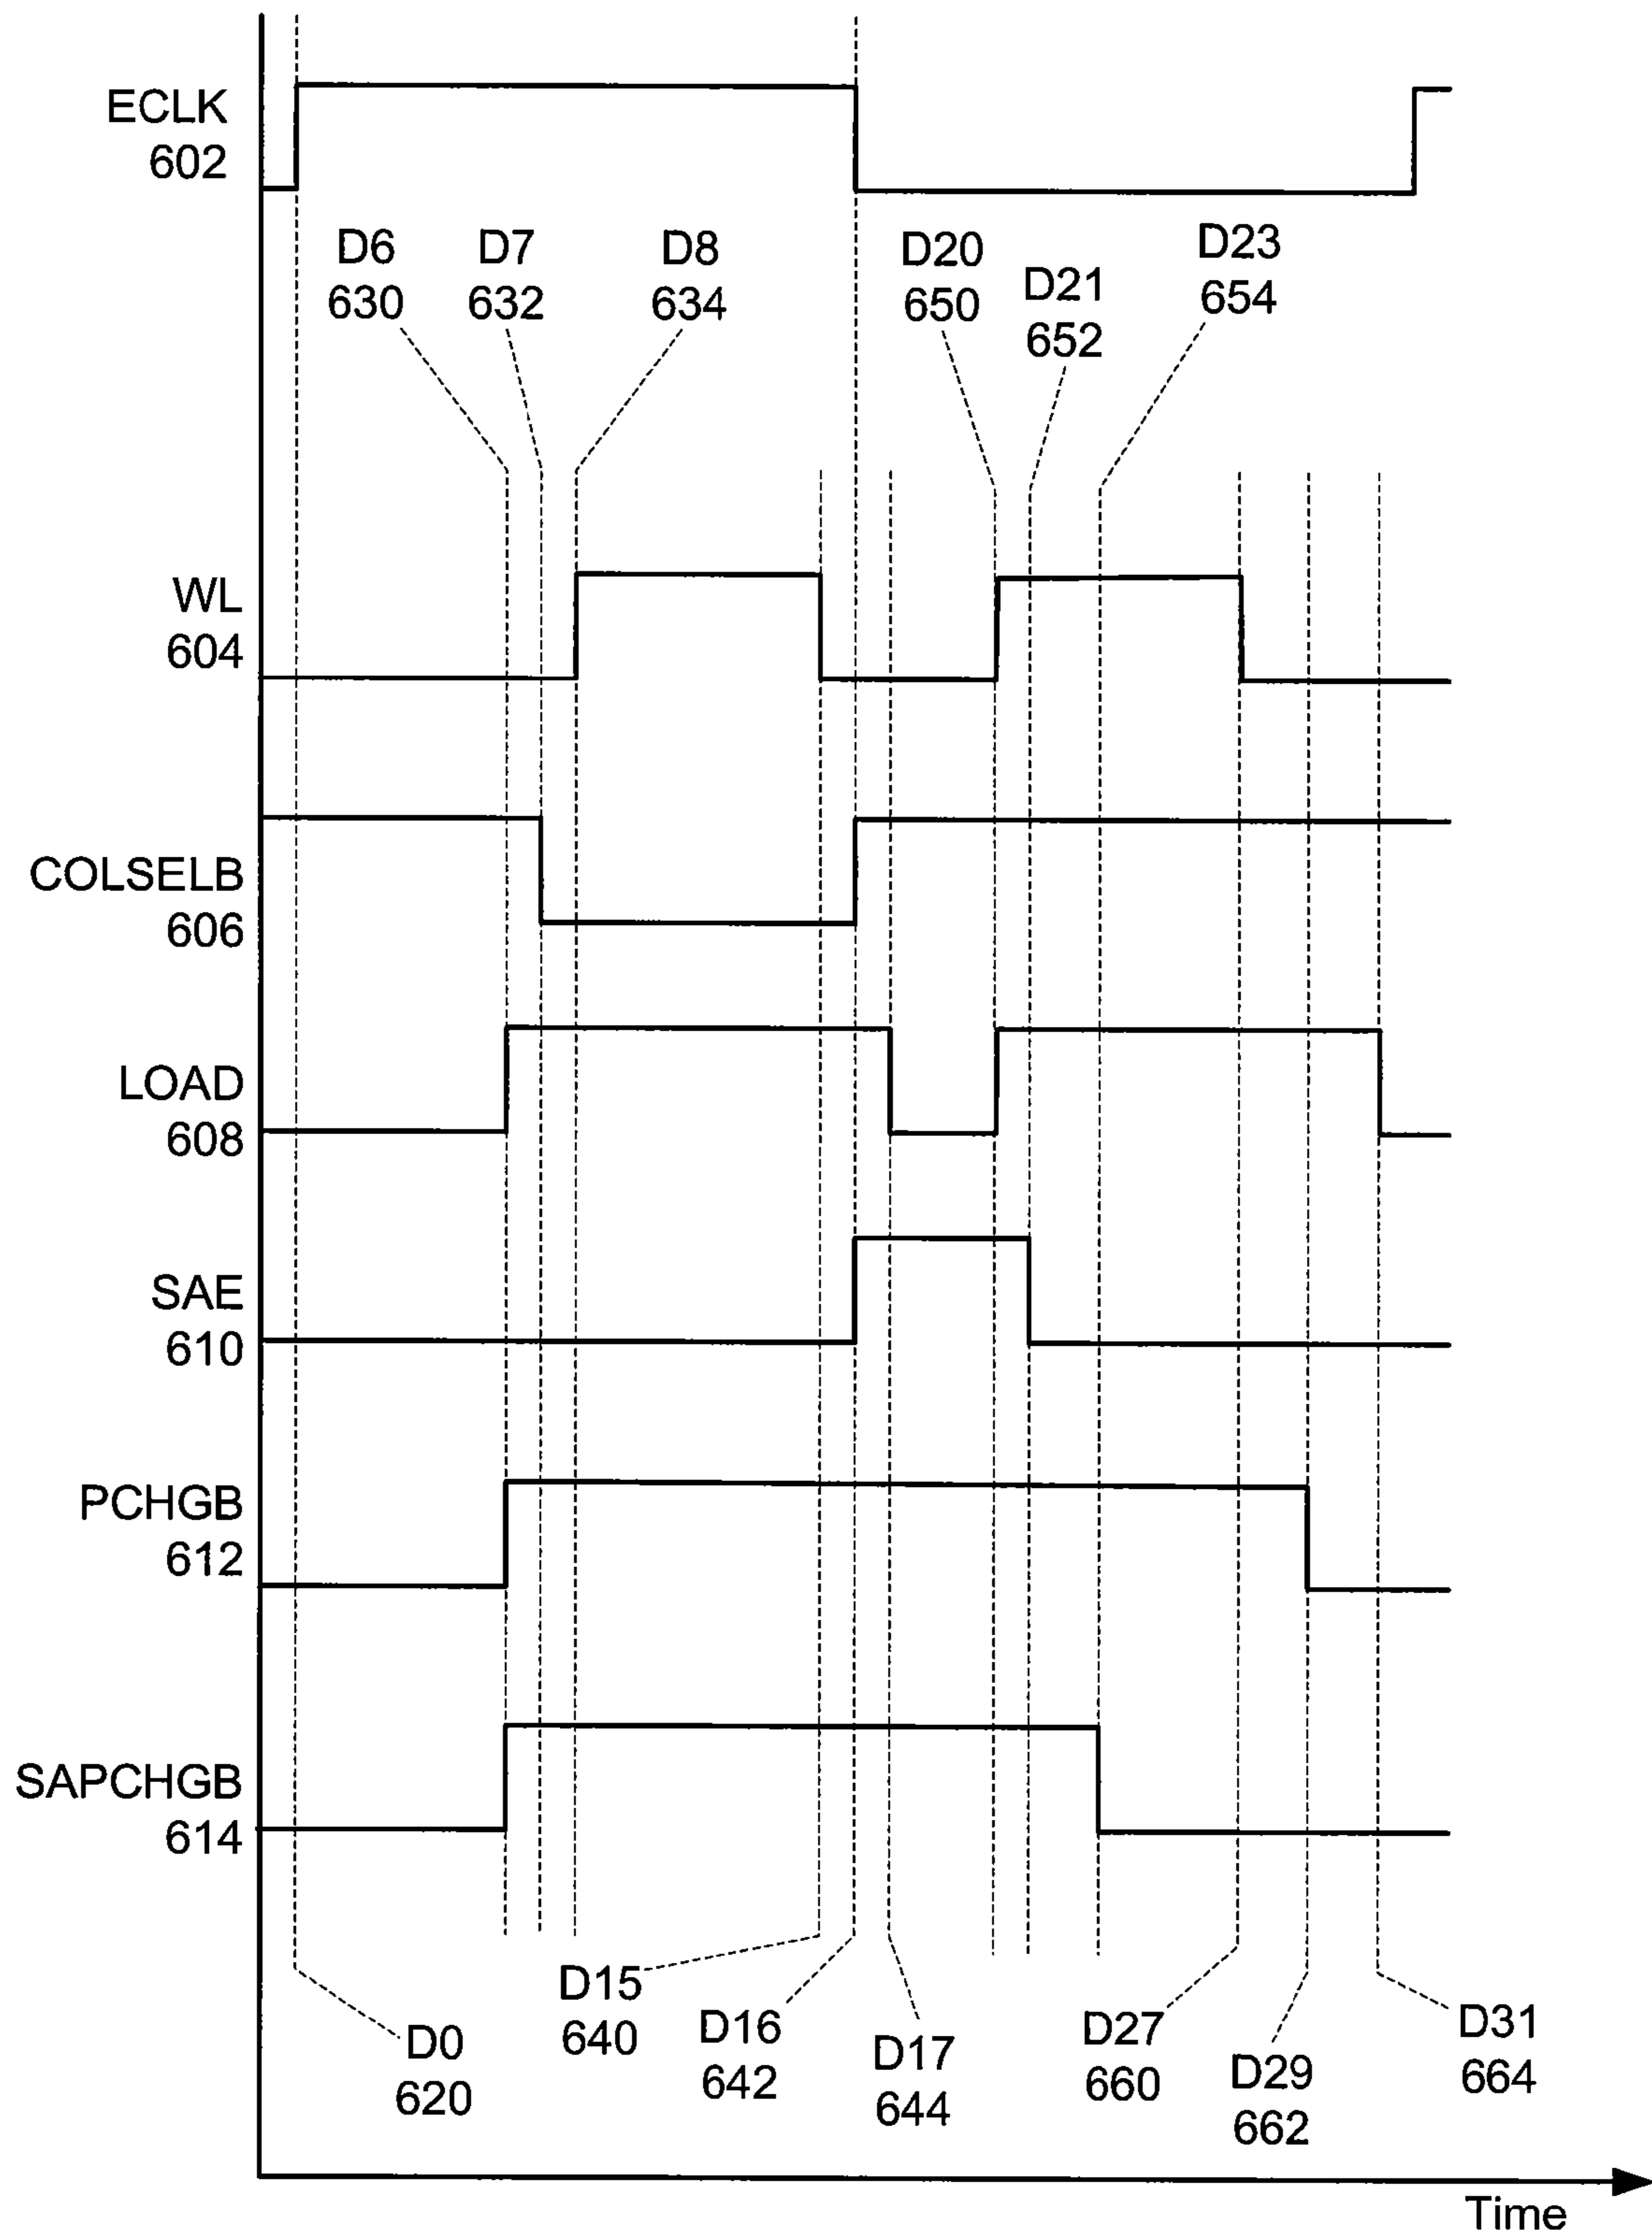 ECLK
602
D6
630
D7
632
D8
634
D20
650
D21
652
D23
654
WL
604
COLSELB
606
LOAD
608
SAE
610
PCHGB
612
SAPCHGB
614
D0
620
D15
640
D16
642
D17
644
D27
660
D29
662
D31
664
Time